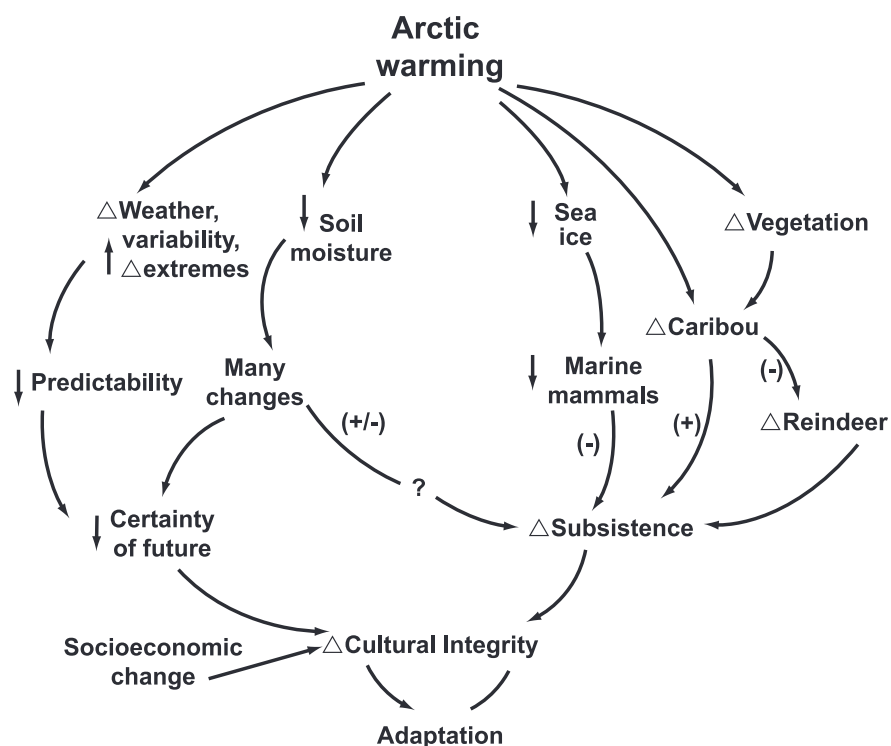 Arctic
warming
△Weather,
variability,
↑ △extremes
↓ Soil
moisture
↓ Sea
ice
△Vegetation
△Caribou
↓ Predictability
Many
changes
↓ Marine
mammals
(-)
△Reindeer
(+/-)
(-)
(+)
?
↓ Certainty
of future
△Subsistence
Socioeconomic
change
△Cultural Integrity
Adaptation